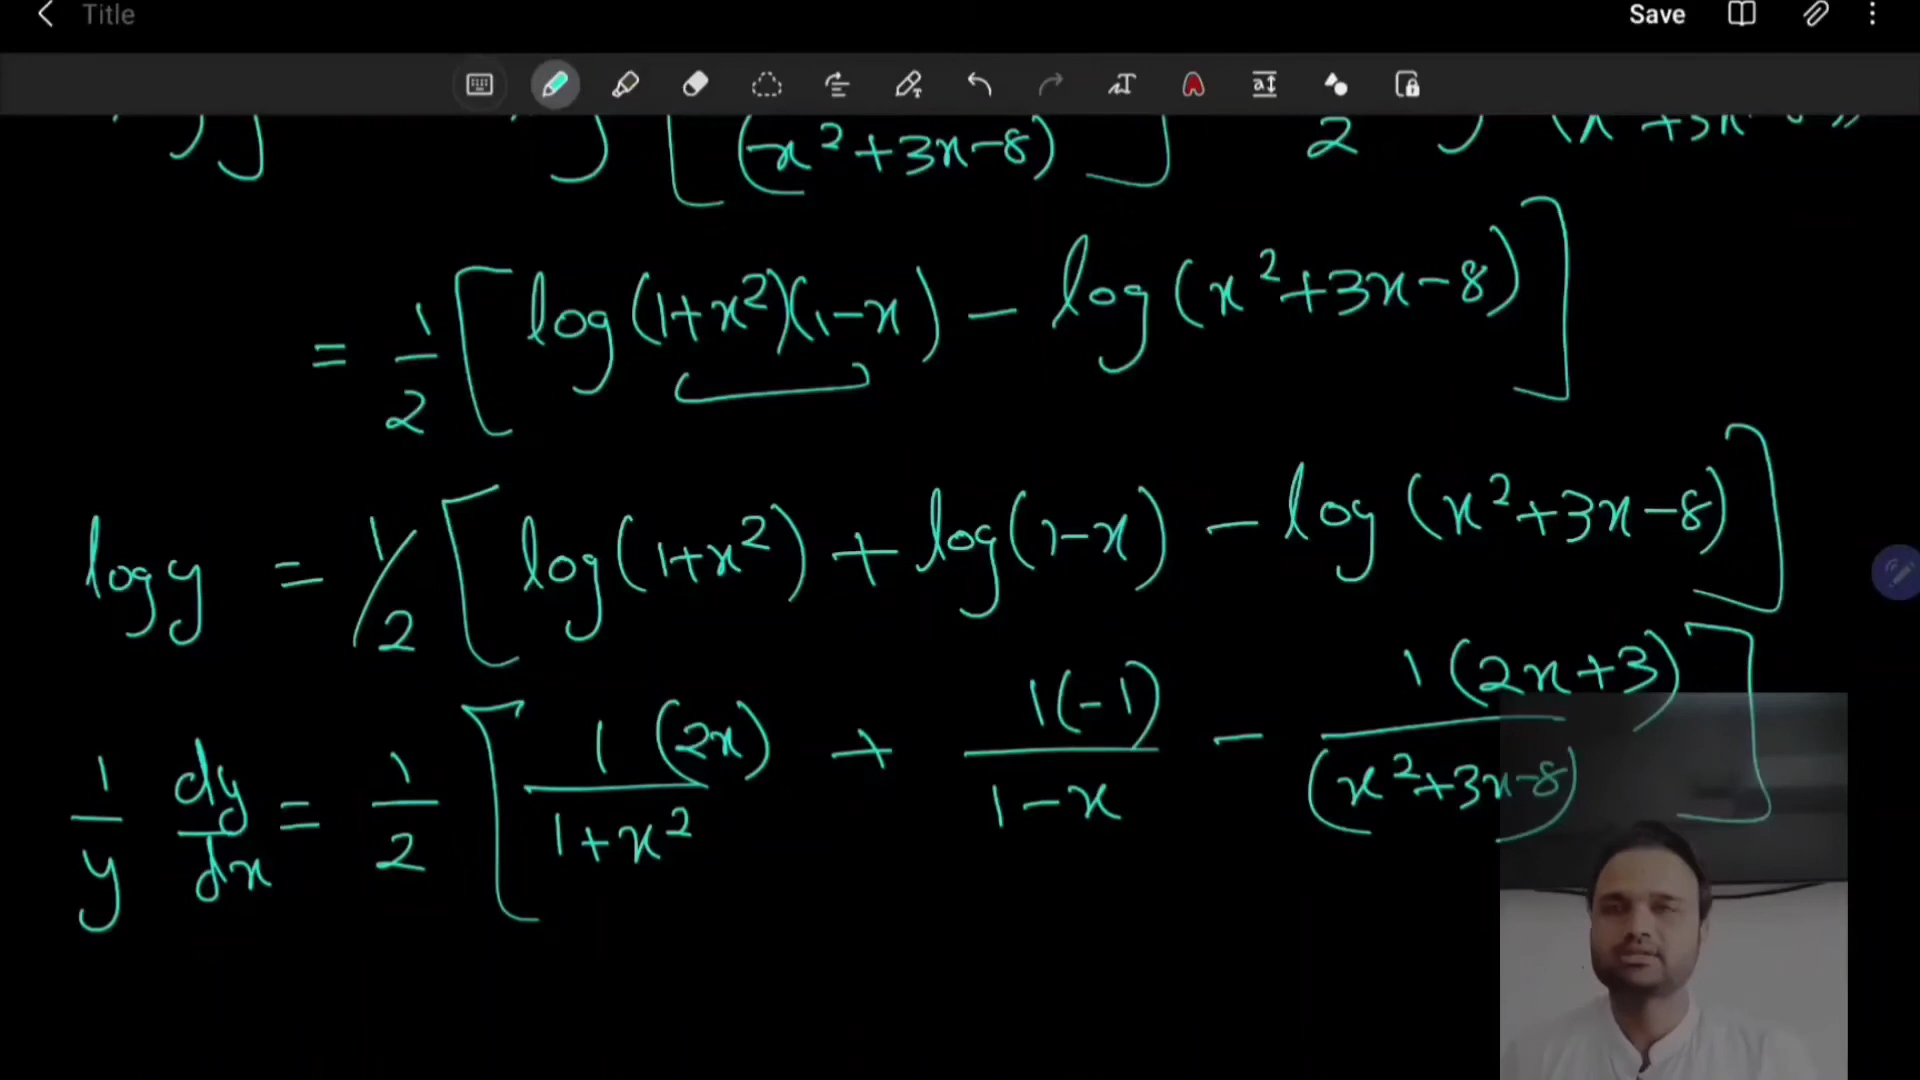 Title Save
(x²+3x-8) 2
= 1/2 [ log(1+x²)(1-x) - log(x²+3x-8) ]
log y = 1/2 [ log(1+x²) + log(1-x) - log(x²+3x-8) ]
1/y dy/dx = 1/2 [ 1(2x)/1+x² + 1(-1)/1-x - 1(2x+3)/(x²+3x-8) ]